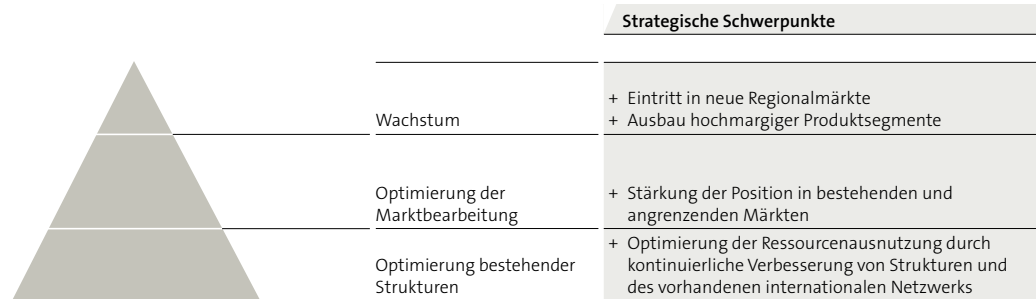 Strategische Schwerpunkte
Wachstum
+ Eintritt in neue Regionalmärkte
+ Ausbau hochmargiger Produktsegmente
Optimierung der
Marktbearbeitung
+ Stärkung der Position in bestehenden und
angrenzenden Märkten
Optimierung bestehender
Strukturen
+ Optimierung der Ressourcenausnutzung durch
kontinuierliche Verbesserung von Strukturen und
des vorhandenen internationalen Netzwerks